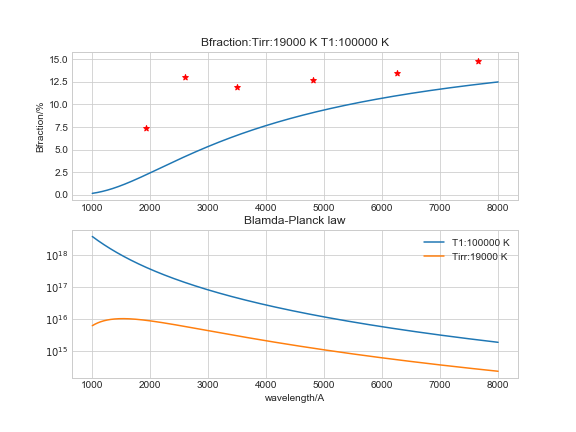 Bfraction:Tirr:19000 K T1:100000 K
Bfraction/%
15.0
12.5
10.0
7.5
5.0
2.5
0.0
1000 2000 3000 4000 5000 6000 7000 8000
Blamda-Planck law
T1:100000 K
Tirr:19000 K
10^18
10^17
10^16
10^15
1000 2000 3000 4000 5000 6000 7000 8000
wavelength/A